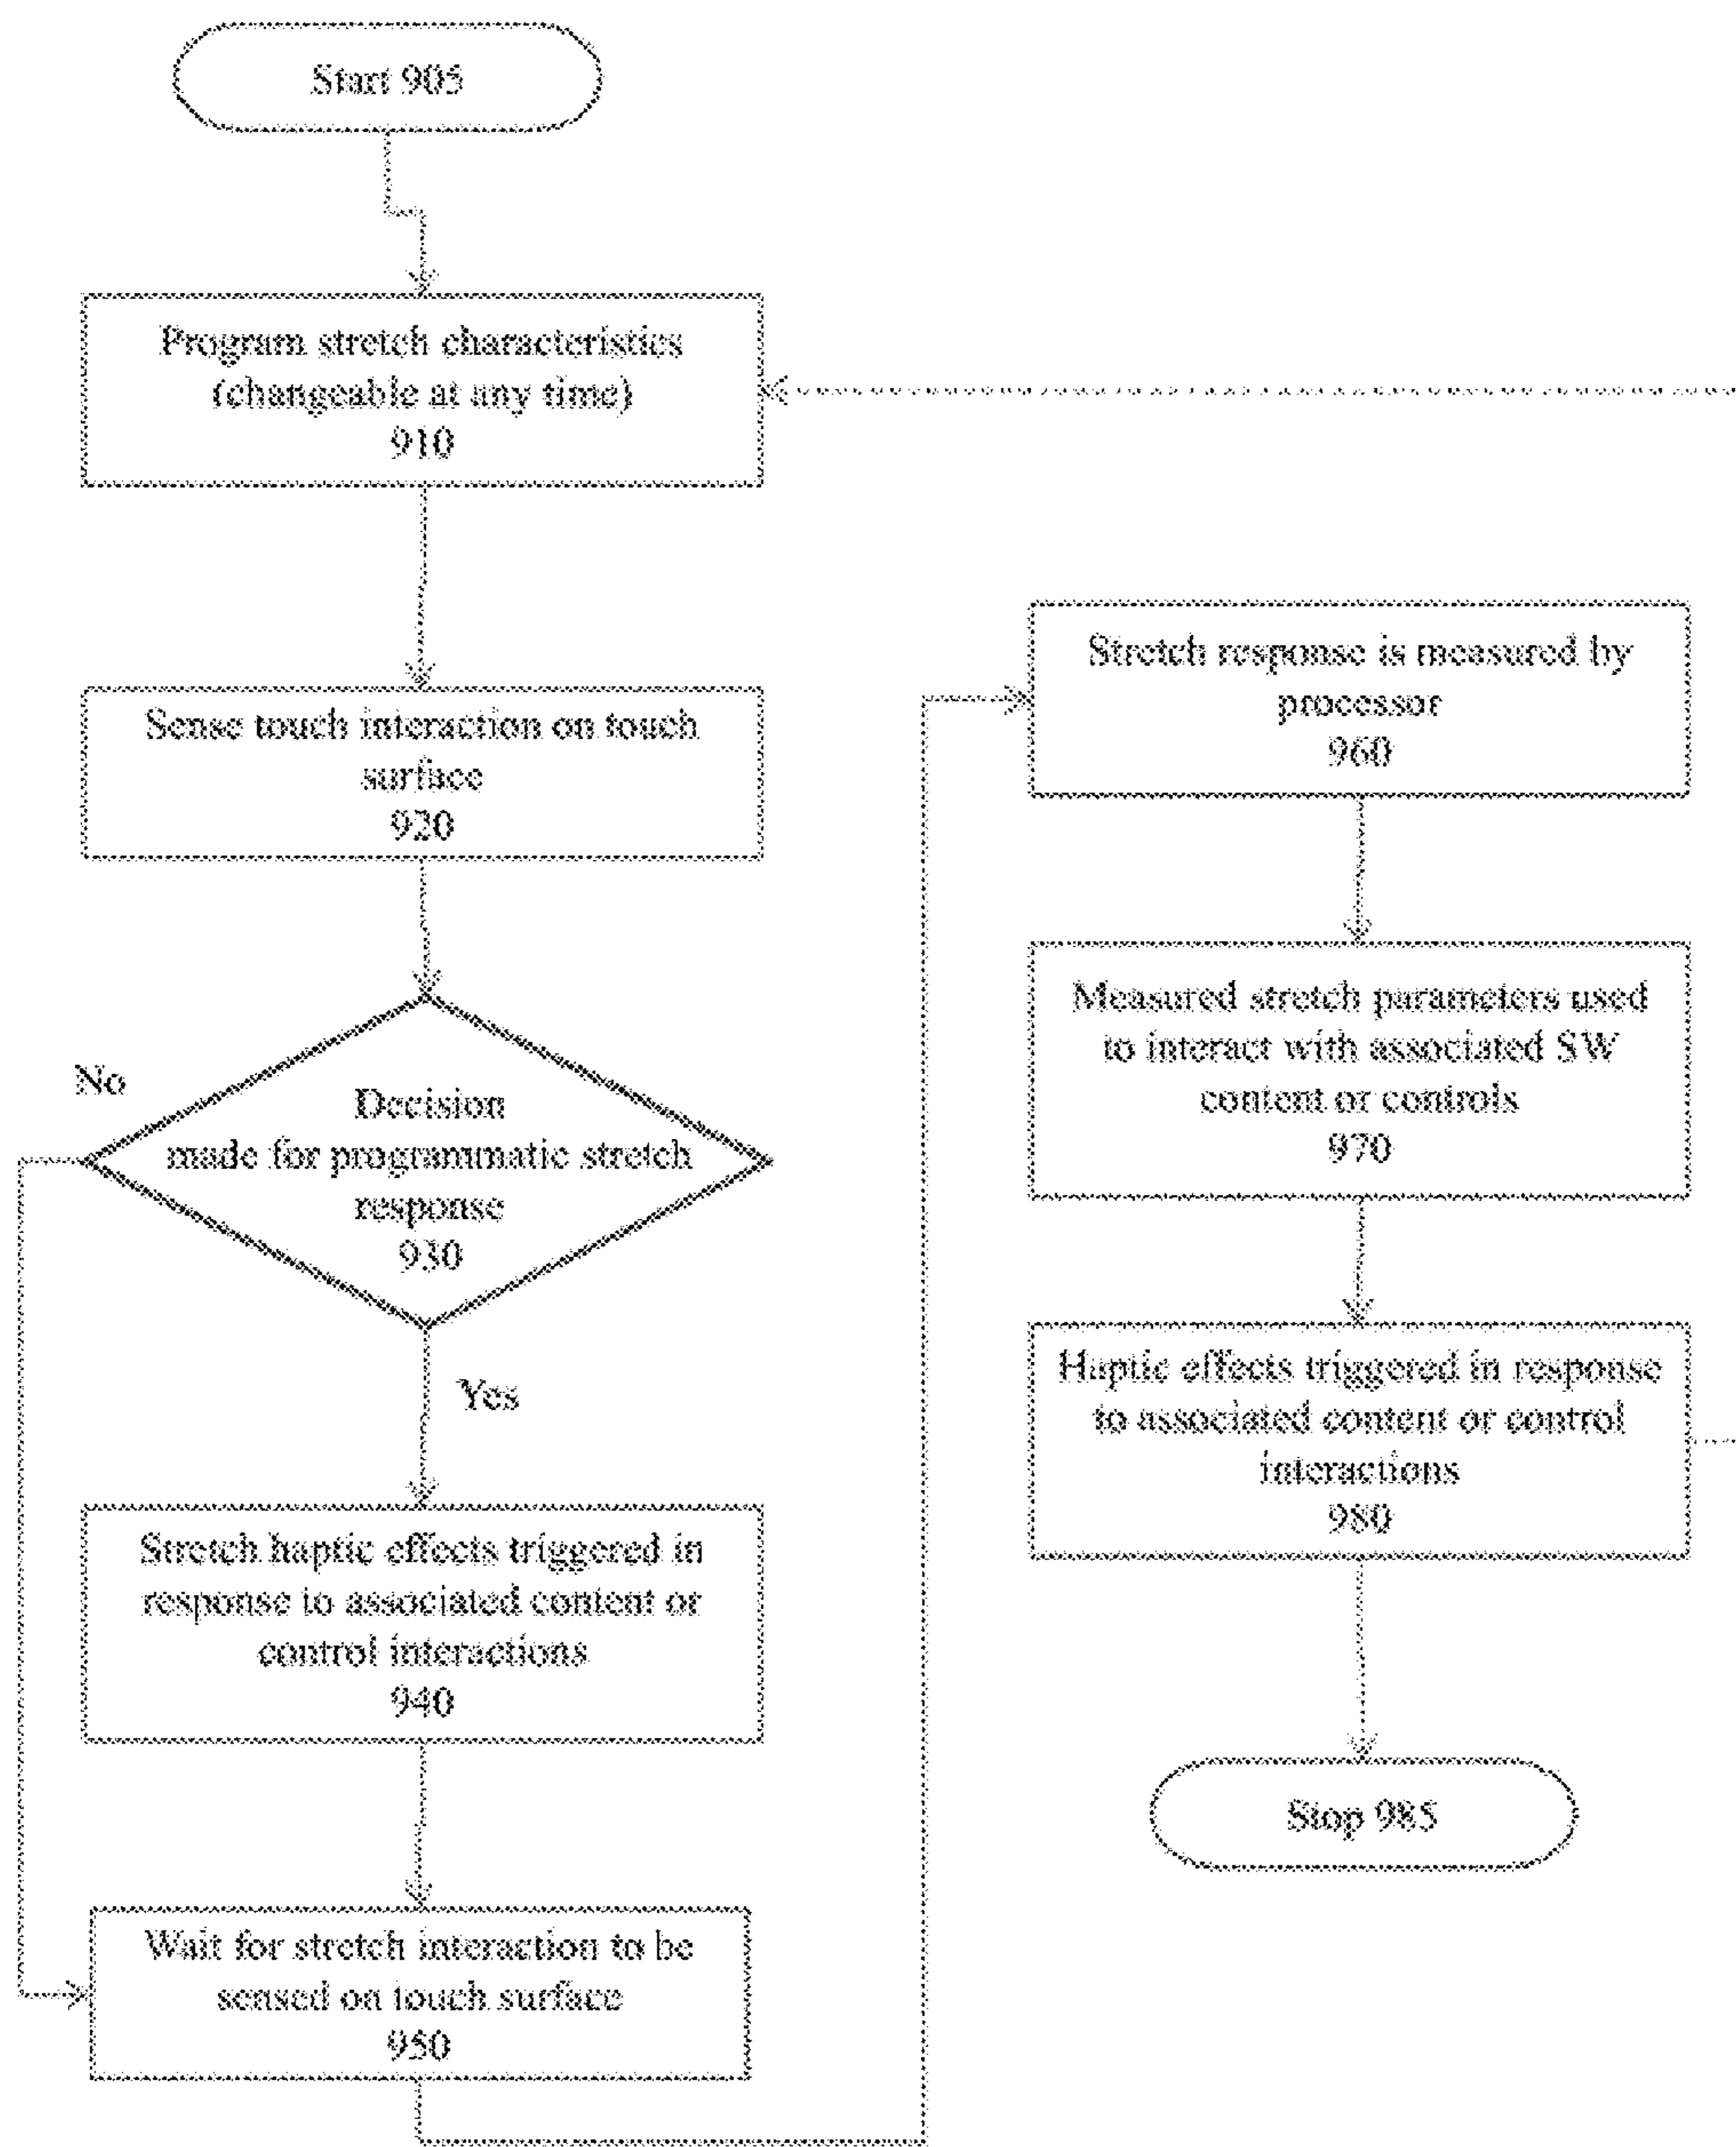 Start 905
Program stretch characteristics
(changeable at any time)
910
Sense touch interaction on touch
surface
920
No
Decision
made for programmatic stretch
response
930
Yes
Stretch haptic effects triggered in
response to associated content or
control interactions
940
Wait for stretch interaction to be
sensed on touch surface
950
Stretch response is measured by
processor
960
Measured stretch parameters used
to interact with associated SW
content or controls
970
Haptic effects triggered in response
to associated content or control
interactions
980
Stop 985